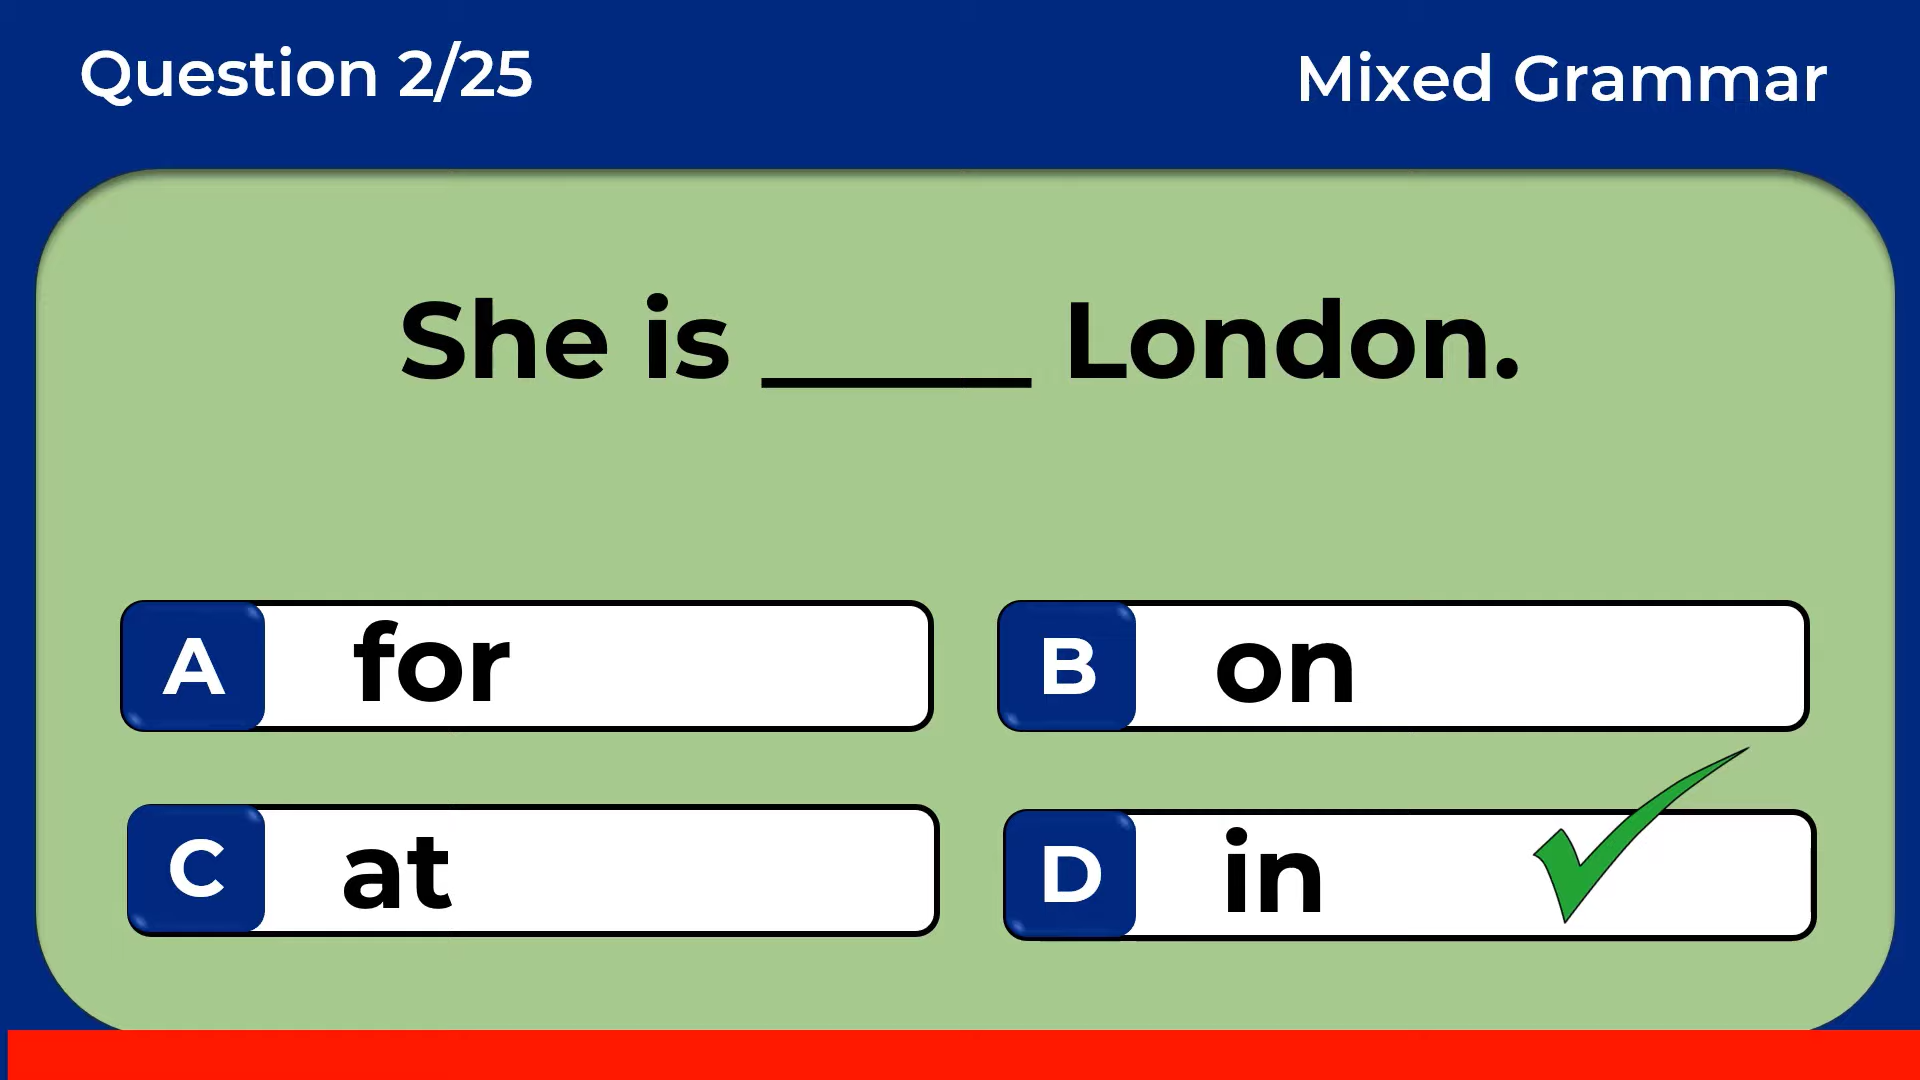 Question 2/25
Mixed Grammar
She is _____ London.
A for
B on
C at
D in